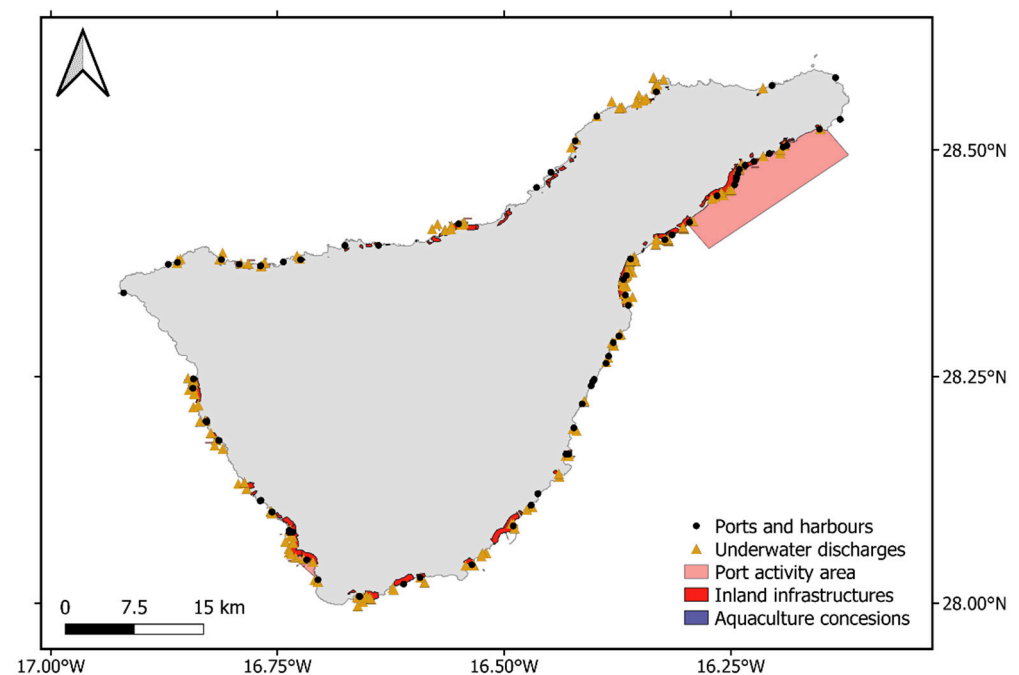 28.50°N
28.25°N
Ports and harbours
Underwater discharges
Port activity area
Inland infrastructures
Aquaculture concesions
0 7.5 15 km
28.00°N
17.00°W 16.75°W 16.50°W 16.25°W